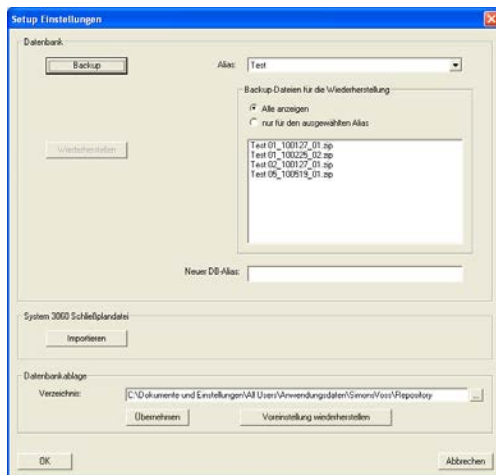 Setup Einstellungen
Datenbank
Backup
Alias: Test
Backup-Dateien für die Wiederherstellung
Alle anzeigen
nur für den ausgewählten Alias
Wiederherstellen
Test 01_100127_01.zip
Test 01_100225_02.zip
Test 02_100127_01.zip
Test 05_100519_01.zip
Neuer DB-Alias:
System 3060 Schließplandatei
Importieren
Datenbankablage
Verzeichnis: C:\Dokumente und Einstellungen\All Users\Anwendungsdaten\SimonsVoss\Repository ...
Übernehmen Voreinstellung wiederherstellen
OK Abbrechen